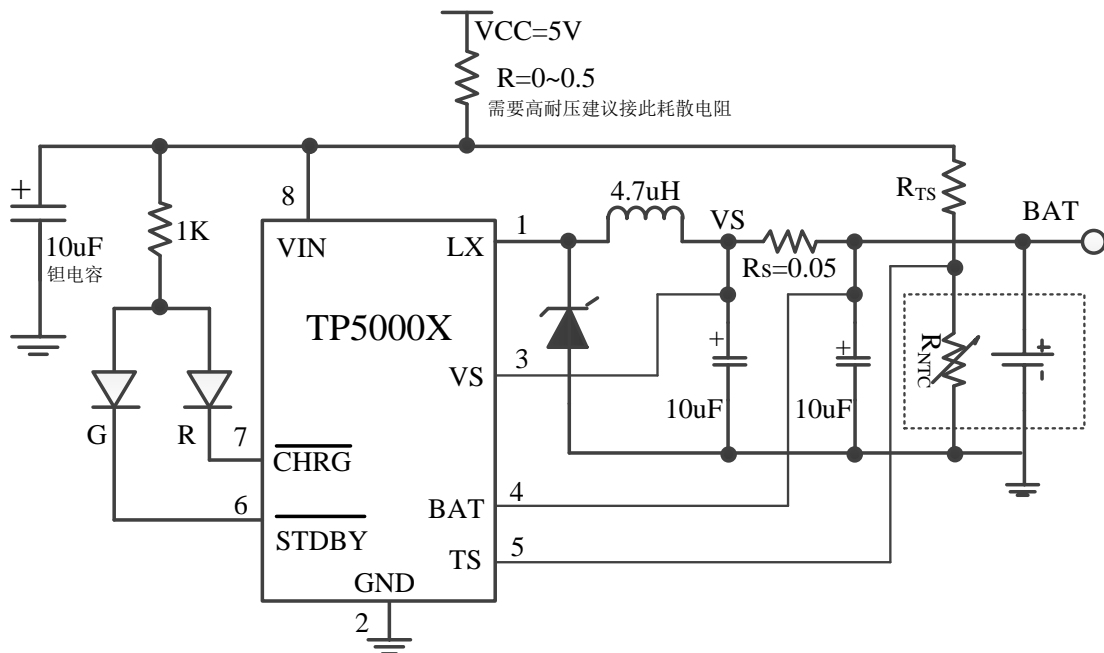 VCC=5V
R=0~0.5
需要高耐压建议接此耗散电阻
+
10uF
钽电容
1K
8
VIN
1
LX
4.7uH
VS
Rs=0.05
R_TS
BAT
TP5000X
VS
3
+
10uF
+
10uF
R_NTC
+
-
G
R
7
CHRG
6
STDBY
BAT
4
TS
5
GND
2